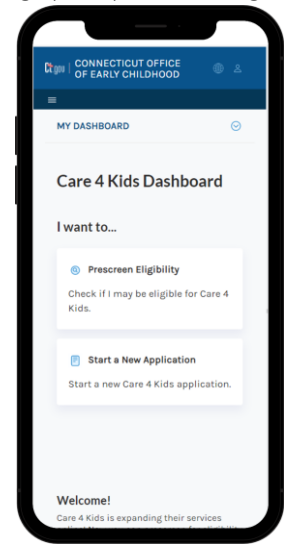 ct.gov CONNECTICUT OFFICE
OF EARLY CHILDHOOD
MY DASHBOARD
Care 4 Kids Dashboard
I want to...
Prescreen Eligibility
Check if I may be eligible for Care 4
Kids.
Start a New Application
Start a new Care 4 Kids application.
Welcome!
Care 4 Kids is expanding their services